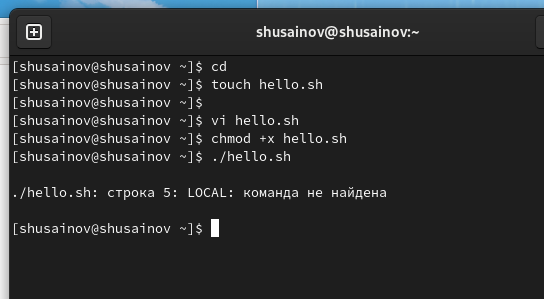 shusainov@shusainov:~
[shusainov@shusainov ~]$ cd
[shusainov@shusainov ~]$ touch hello.sh
[shusainov@shusainov ~]$
[shusainov@shusainov ~]$ vi hello.sh
[shusainov@shusainov ~]$ chmod +x hello.sh
[shusainov@shusainov ~]$ ./hello.sh
./hello.sh: строка 5: LOCAL: команда не найдена
[shusainov@shusainov ~]$